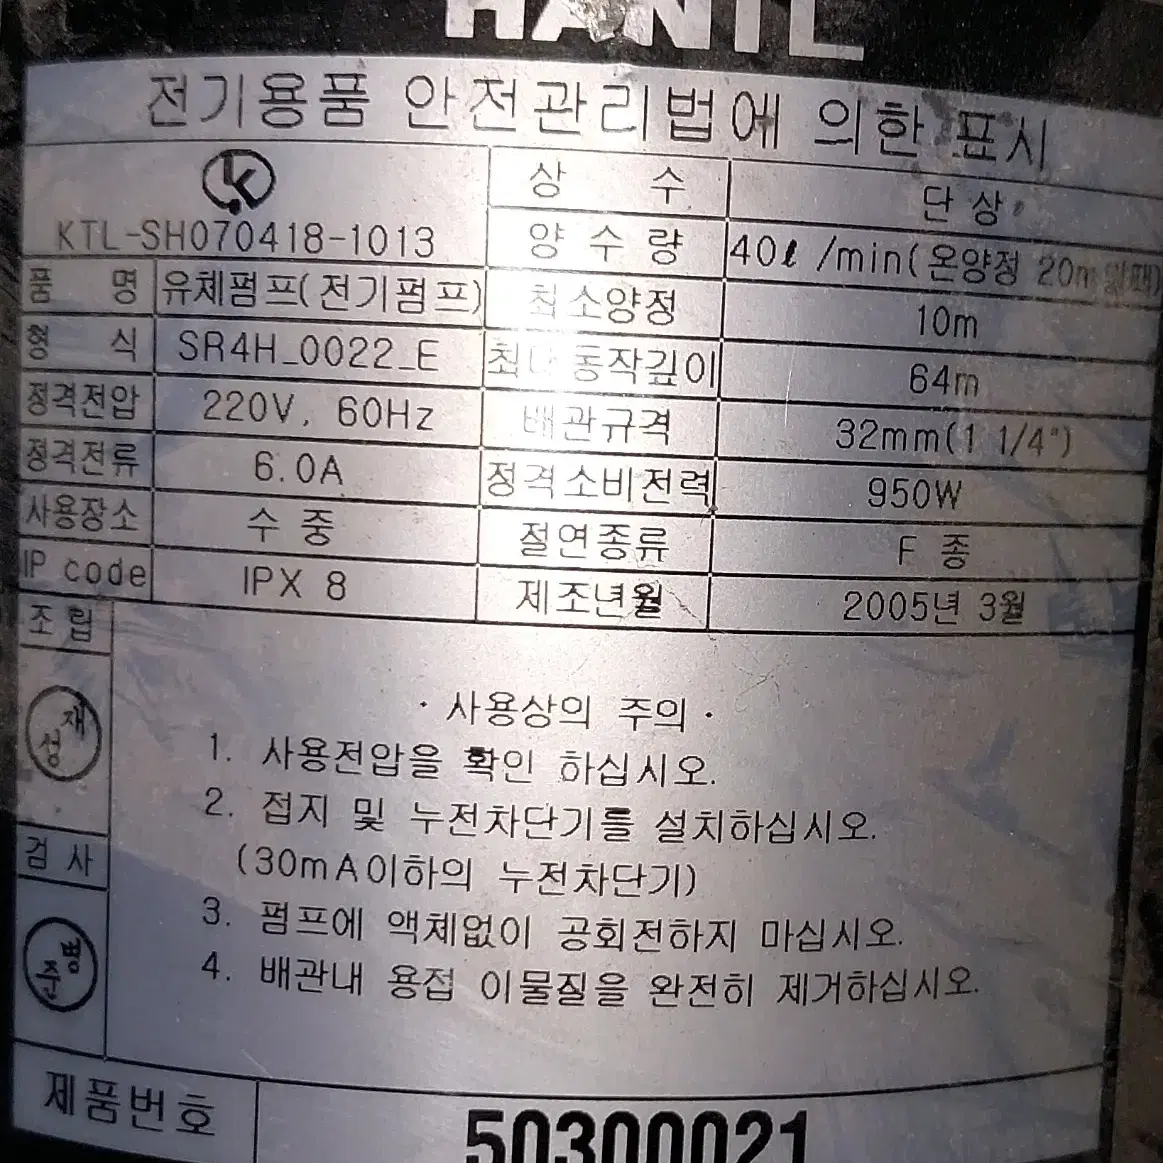 HANIL
전기용품 안전관리법에 의한 표시
KTL-SH070418-1013
상 수 단상
양 수 량 40ℓ /min(온양정 20m 일때)
품 명 유체펌프(전기펌프)
최소양정 10m
형 식 SR4H_0022_E
최대동작깊이 64m
정격전압 220V, 60Hz
배관규격 32mm(1 1/4")
정격전류 6.0A
정격소비전력 950W
사용장소 수 중
절연종류 F 종
IP code IPX 8
제조년월 2005년 3월
조 립
재성
검 사
병준
· 사용상의 주의 ·
1. 사용전압을 확인 하십시오.
2. 접지 및 누전차단기를 설치하십시오.
(30mA이하의 누전차단기)
3. 펌프에 액체없이 공회전하지 마십시오.
4. 배관내 용접 이물질을 완전히 제거하십시오.
제품번호 50300021